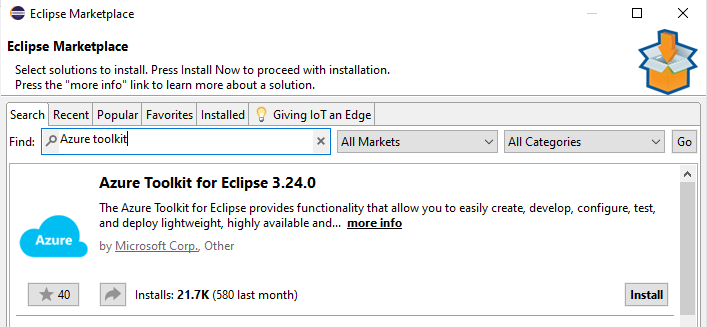 Eclipse Marketplace
Eclipse Marketplace
Select solutions to install. Press Install Now to proceed with installation.
Press the "more info" link to learn more about a solution.
Search Recent Popular Favorites Installed Giving IoT an Edge
Find: Azure toolkit All Markets All Categories Go
Azure Toolkit for Eclipse 3.24.0
The Azure Toolkit for Eclipse provides functionality that allow you to easily create, develop, configure, test,
and deploy lightweight, highly available and... more info
Azure
by Microsoft Corp., Other
40 Installs: 21.7K (580 last month) Install